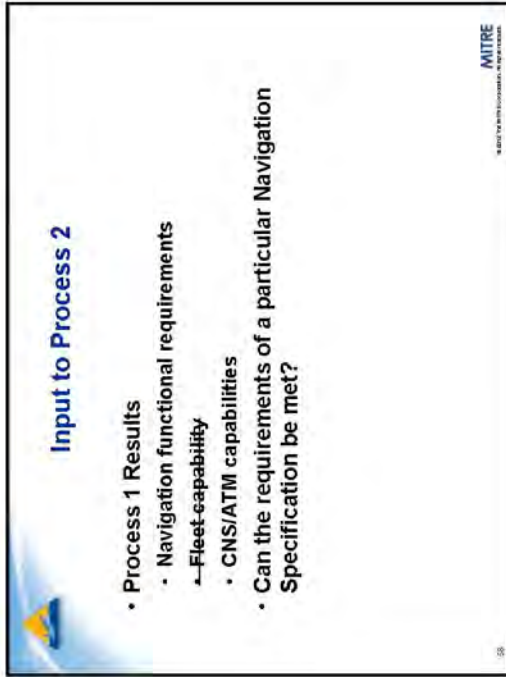 Input to Process 2
• Process 1 Results
• Navigation functional requirements
• Fleet capability
• CNS/ATM capabilities
• Can the requirements of a particular Navigation
Specification be met?
MITRE